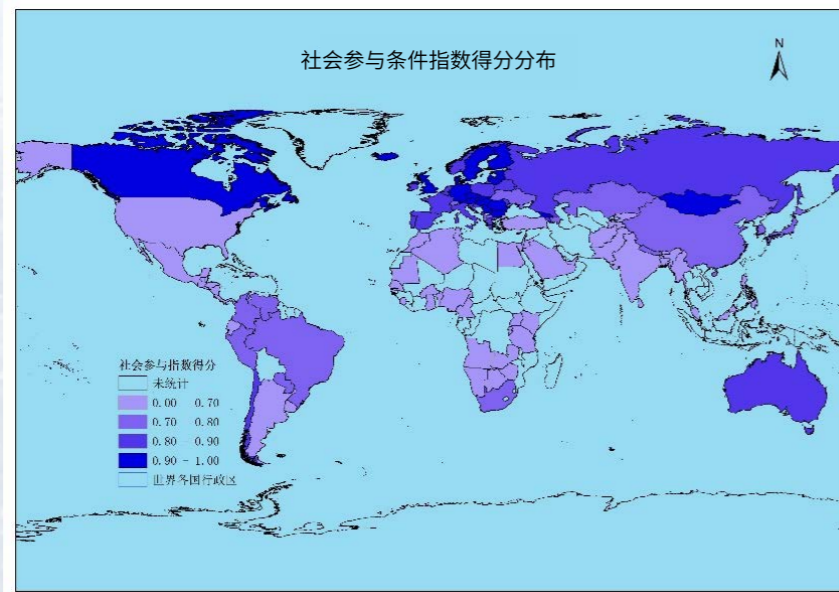 社会参与条件指数得分分布
N
社会参与指数得分
未统计
0.00 - 0.70
0.70 - 0.80
0.80 - 0.90
0.90 - 1.00
世界各国行政区